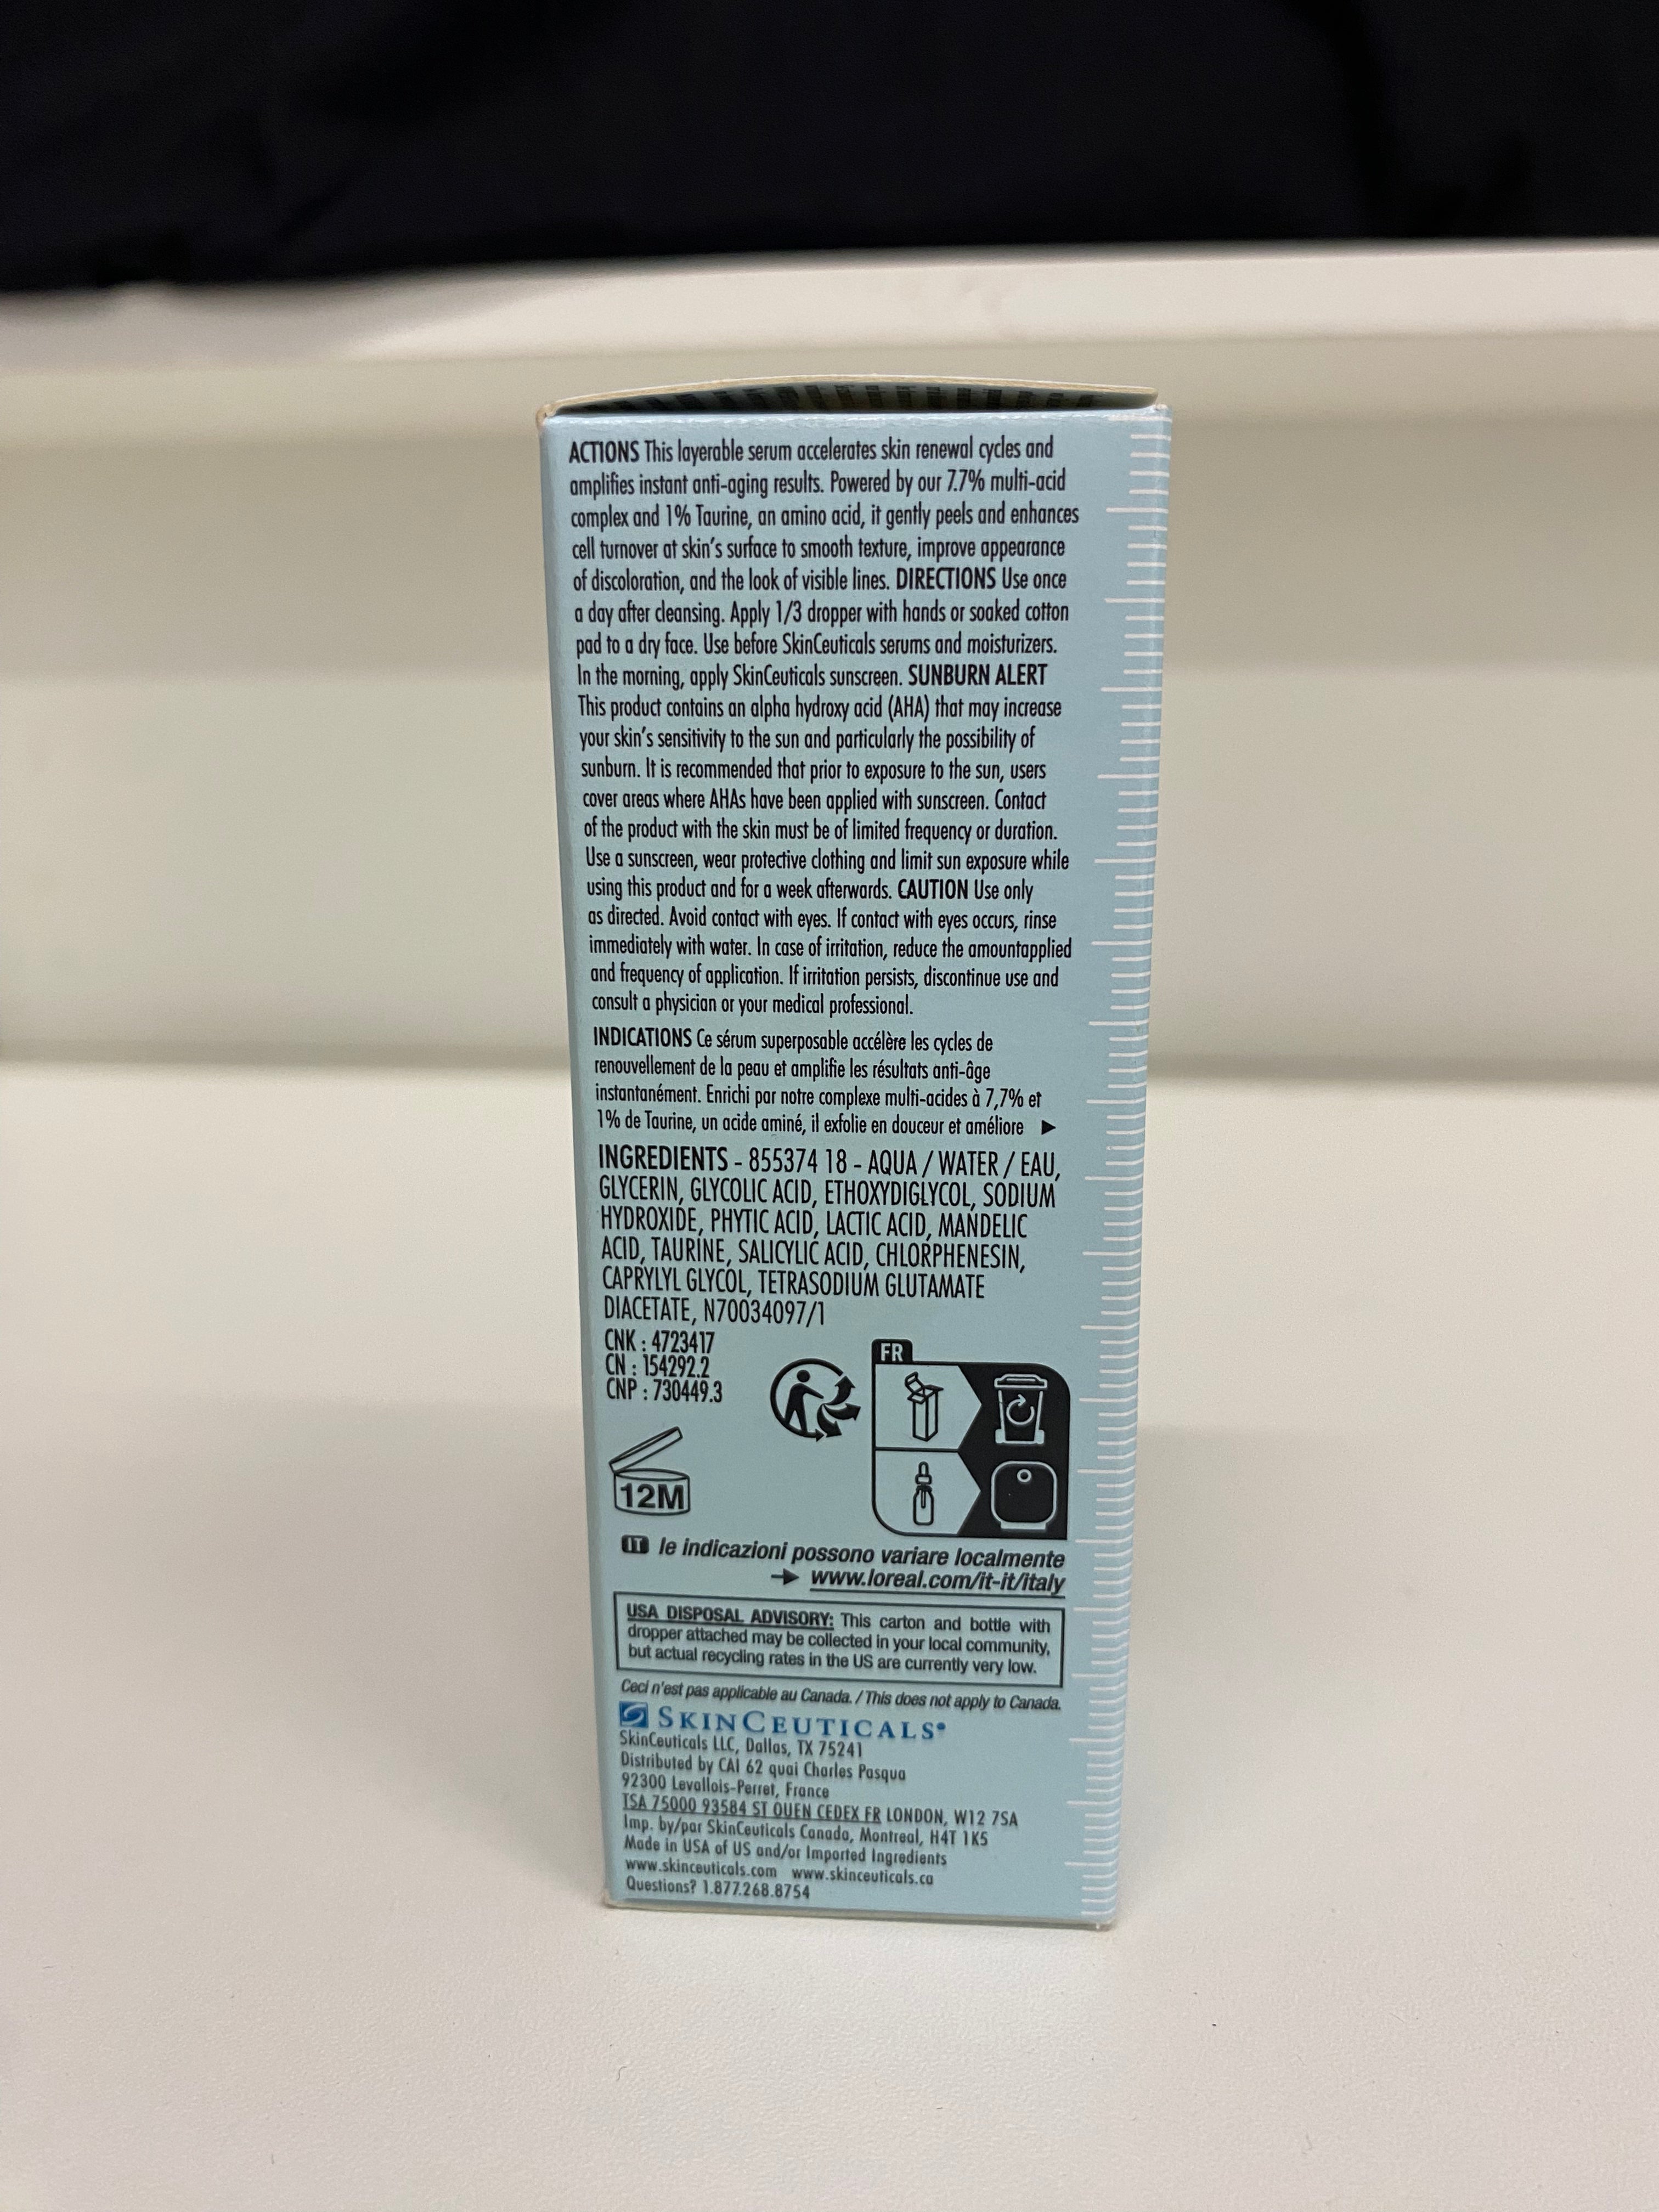 ACTIONS This layerable serum accelerates skin renewal cycles and
amplifies instant anti-aging results. Powered by our 7.7% multi-acid
complex and 1% Taurine, an amino acid, it gently peels and enhances
cell turnover at skin's surface to smooth texture, improve appearance
of discoloration, and the look of visible lines. DIRECTIONS Use once
a day after cleansing. Apply 1/3 dropper with hands or soaked cotton
pad to a dry face. Use before SkinCeuticals serums and moisturizers.
In the morning, apply SkinCeuticals sunscreen. SUNBURN ALERT
This product contains an alpha hydroxy acid (AHA) that may increase
your skin's sensitivity to the sun and particularly the possibility of
sunburn. It is recommended that prior to exposure to the sun, users
cover areas where AHAs have been applied with sunscreen. Contact
of the product with the skin must be of limited frequency or duration.
Use a sunscreen, wear protective clothing and limit sun exposure while
using this product and for a week afterwards. CAUTION Use only
as directed. Avoid contact with eyes. If contact with eyes occurs, rinse
immediately with water. In case of irritation, reduce the amountapplied
and frequency of application. If irritation persists, discontinue use and
consult a physician or your medical professional.
INDICATIONS Ce sérum superposable accélère les cycles de
renouvellement de la peau et amplifie les résultats anti-âge
instantanément. Enrichi par notre complexe multi-acides à 7,7% et
1% de Taurine, un acide aminé, il exfolie en douceur et améliore ►
INGREDIENTS - 855374 18 - AQUA / WATER / EAU,
GLYCERIN, GLYCOLIC ACID, ETHOXYDIGLYCOL, SODIUM
HYDROXIDE, PHYTIC ACID, LACTIC ACID, MANDELIC
ACID, TAURINE, SALICYLIC ACID, CHLORPHENESIN,
CAPRYLYL GLYCOL, TETRASODIUM GLUTAMATE
DIACETATE, N70034097/1
CNK : 4723417
CN : 154292.2
CNP : 730449.3
FR
12M
IT le indicazioni possono variare localmente
→ www.loreal.com/it-it/italy
USA DISPOSAL ADVISORY: This carton and bottle with
dropper attached may be collected in your local community,
but actual recycling rates in the US are currently very low.
Ceci n'est pas applicable au Canada. / This does not apply to Canada.
SKINCEUTICALS®
SkinCeuticals LLC, Dallas, TX 75241
Distributed by CAI 62 quai Charles Pasqua
92300 Levallois-Perret, France
TSA 75000 93584 ST OUEN CEDEX FR LONDON, W12 7SA
Imp. by/par SkinCeuticals Canada, Montreal, H4T 1K5
Made in USA of US and/or Imported Ingredients
www.skinceuticals.com www.skinceuticals.ca
Questions? 1.877.268.8754